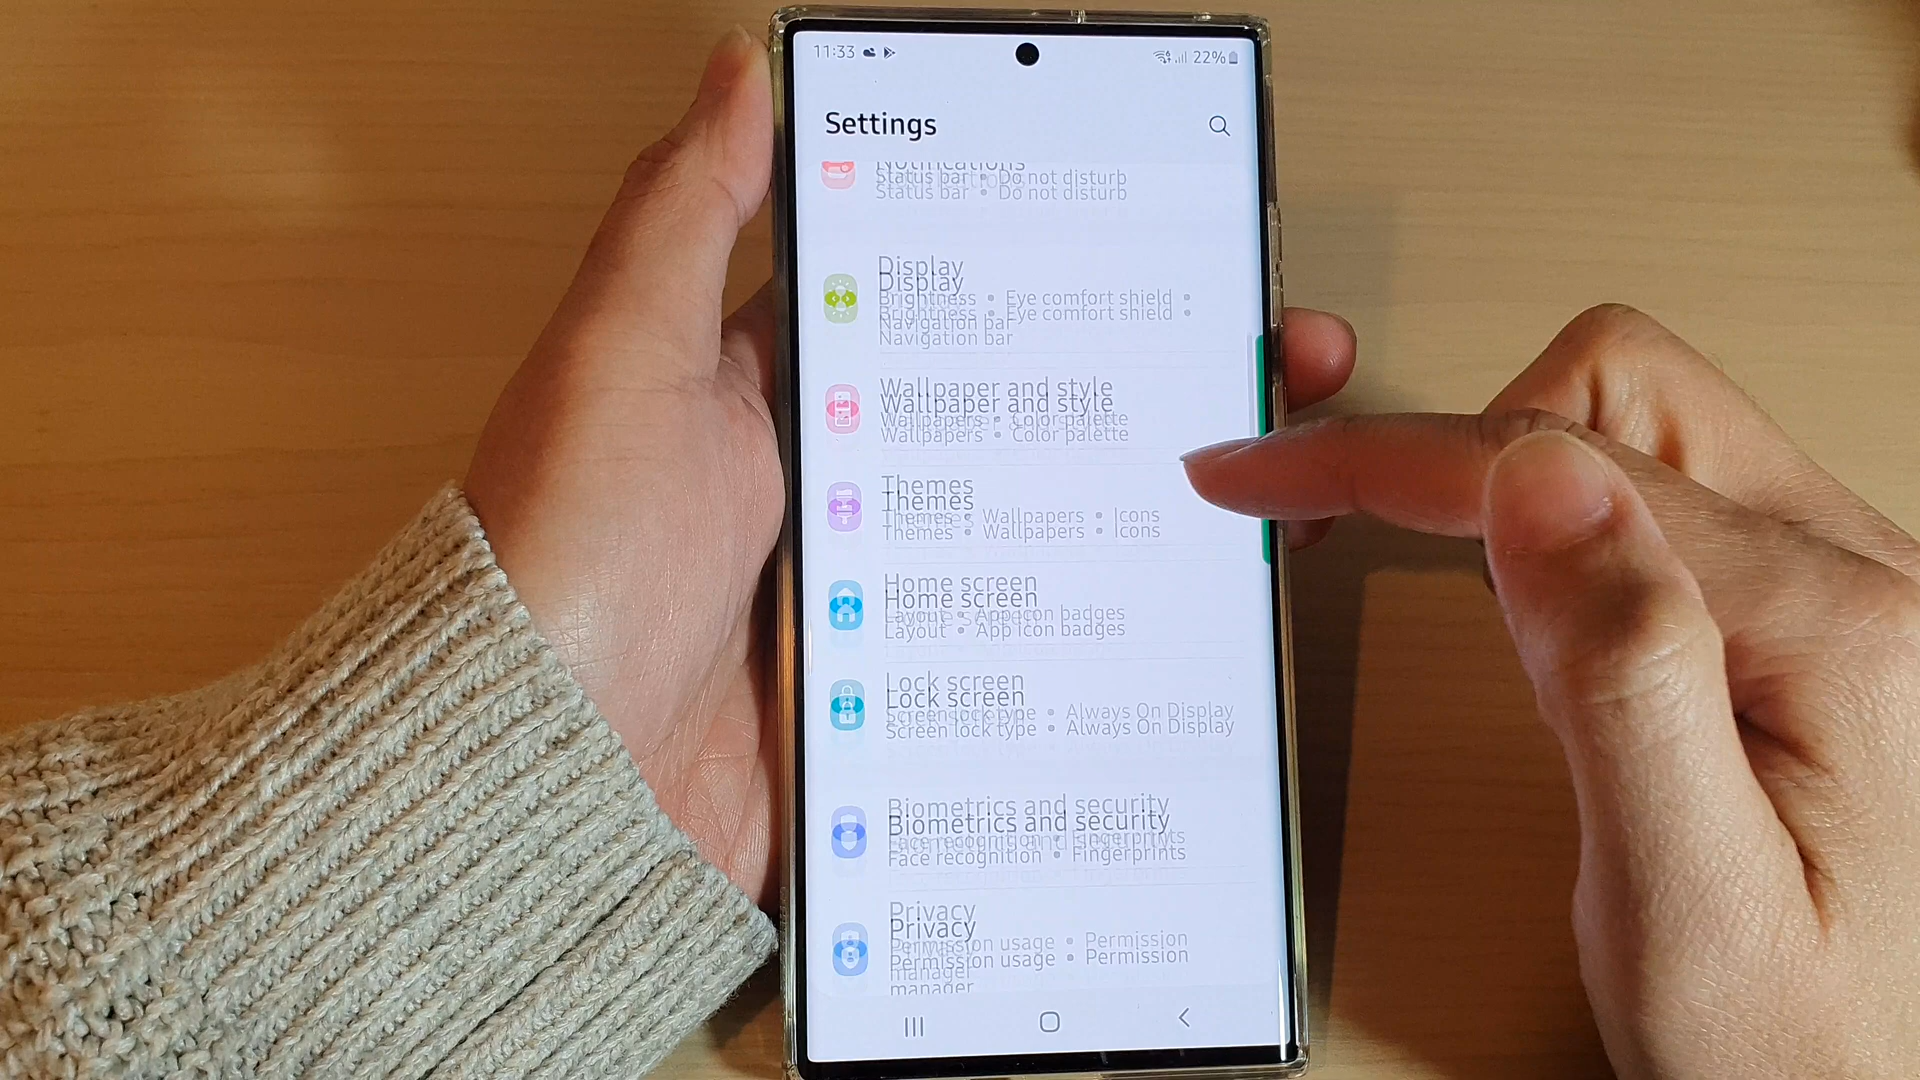 11:33
22%
Settings
Notifications
Status bar • Do not disturb
Display
Brightness • Eye comfort shield •
Navigation bar
Wallpaper and style
Wallpapers • Color palette
Themes
Themes • Wallpapers • Icons
Home screen
Layout • App icon badges
Lock screen
Screen lock type • Always On Display
Biometrics and security
Face recognition • Fingerprints
Privacy
Permission usage • Permission
manager